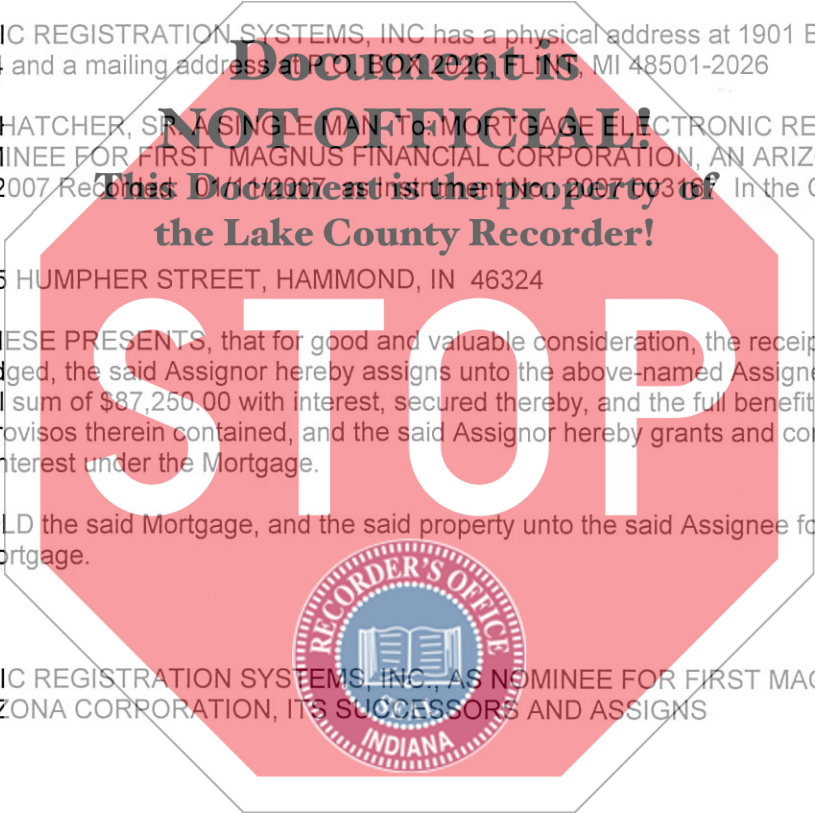 IC REGISTRATION SYSTEMS, INC has a physical address at 1901 E
and a mailing address at P.O. BOX 2026, FLINT, MI 48501-2026
Document is
NOT OFFICIAL!
HATCHER, SR. A SINGLE MAN To: MORTGAGE ELECTRONIC RE
INEE FOR FIRST MAGNUS FINANCIAL CORPORATION, AN ARIZ
2007 Recorded: 01/11/2007 as Instrument No.: 2007 00316 In the
This Document is the property of
the Lake County Recorder!
HUMPHER STREET, HAMMOND, IN 46324
STOP
ESE PRESENTS, that for good and valuable consideration, the receip
dged, the said Assignor hereby assigns unto the above-named Assigne
sum of $87,250.00 with interest, secured thereby, and the full benefit
rovisos therein contained, and the said Assignor hereby grants and co
nterest under the Mortgage.
LD the said Mortgage, and the said property unto the said Assignee fo
ortgage.
RECORDER'S OFFICE
SEAL
INDIANA
IC REGISTRATION SYSTEMS, INC., AS NOMINEE FOR FIRST MAG
ZONA CORPORATION, ITS SUCCESSORS AND ASSIGNS